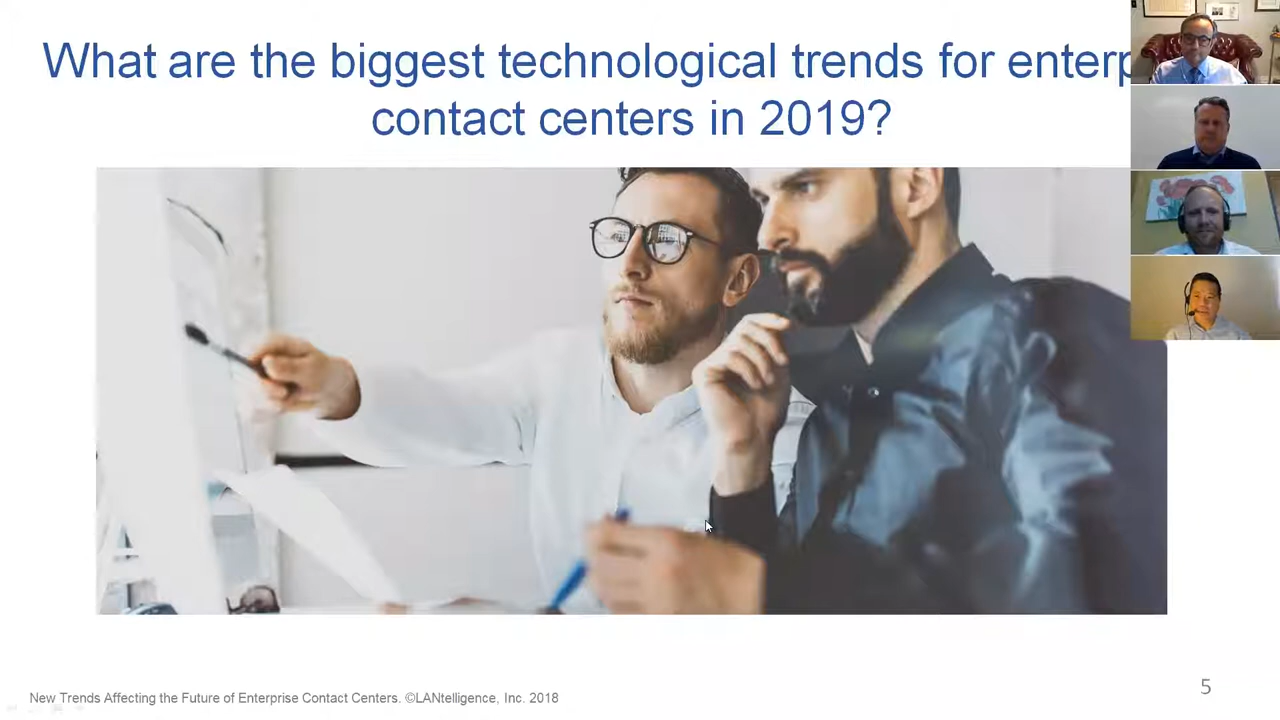 What are the biggest technological trends for enterp
contact centers in 2019?
New Trends Affecting the Future of Enterprise Contact Centers. ©LANtelligence, Inc. 2018
5